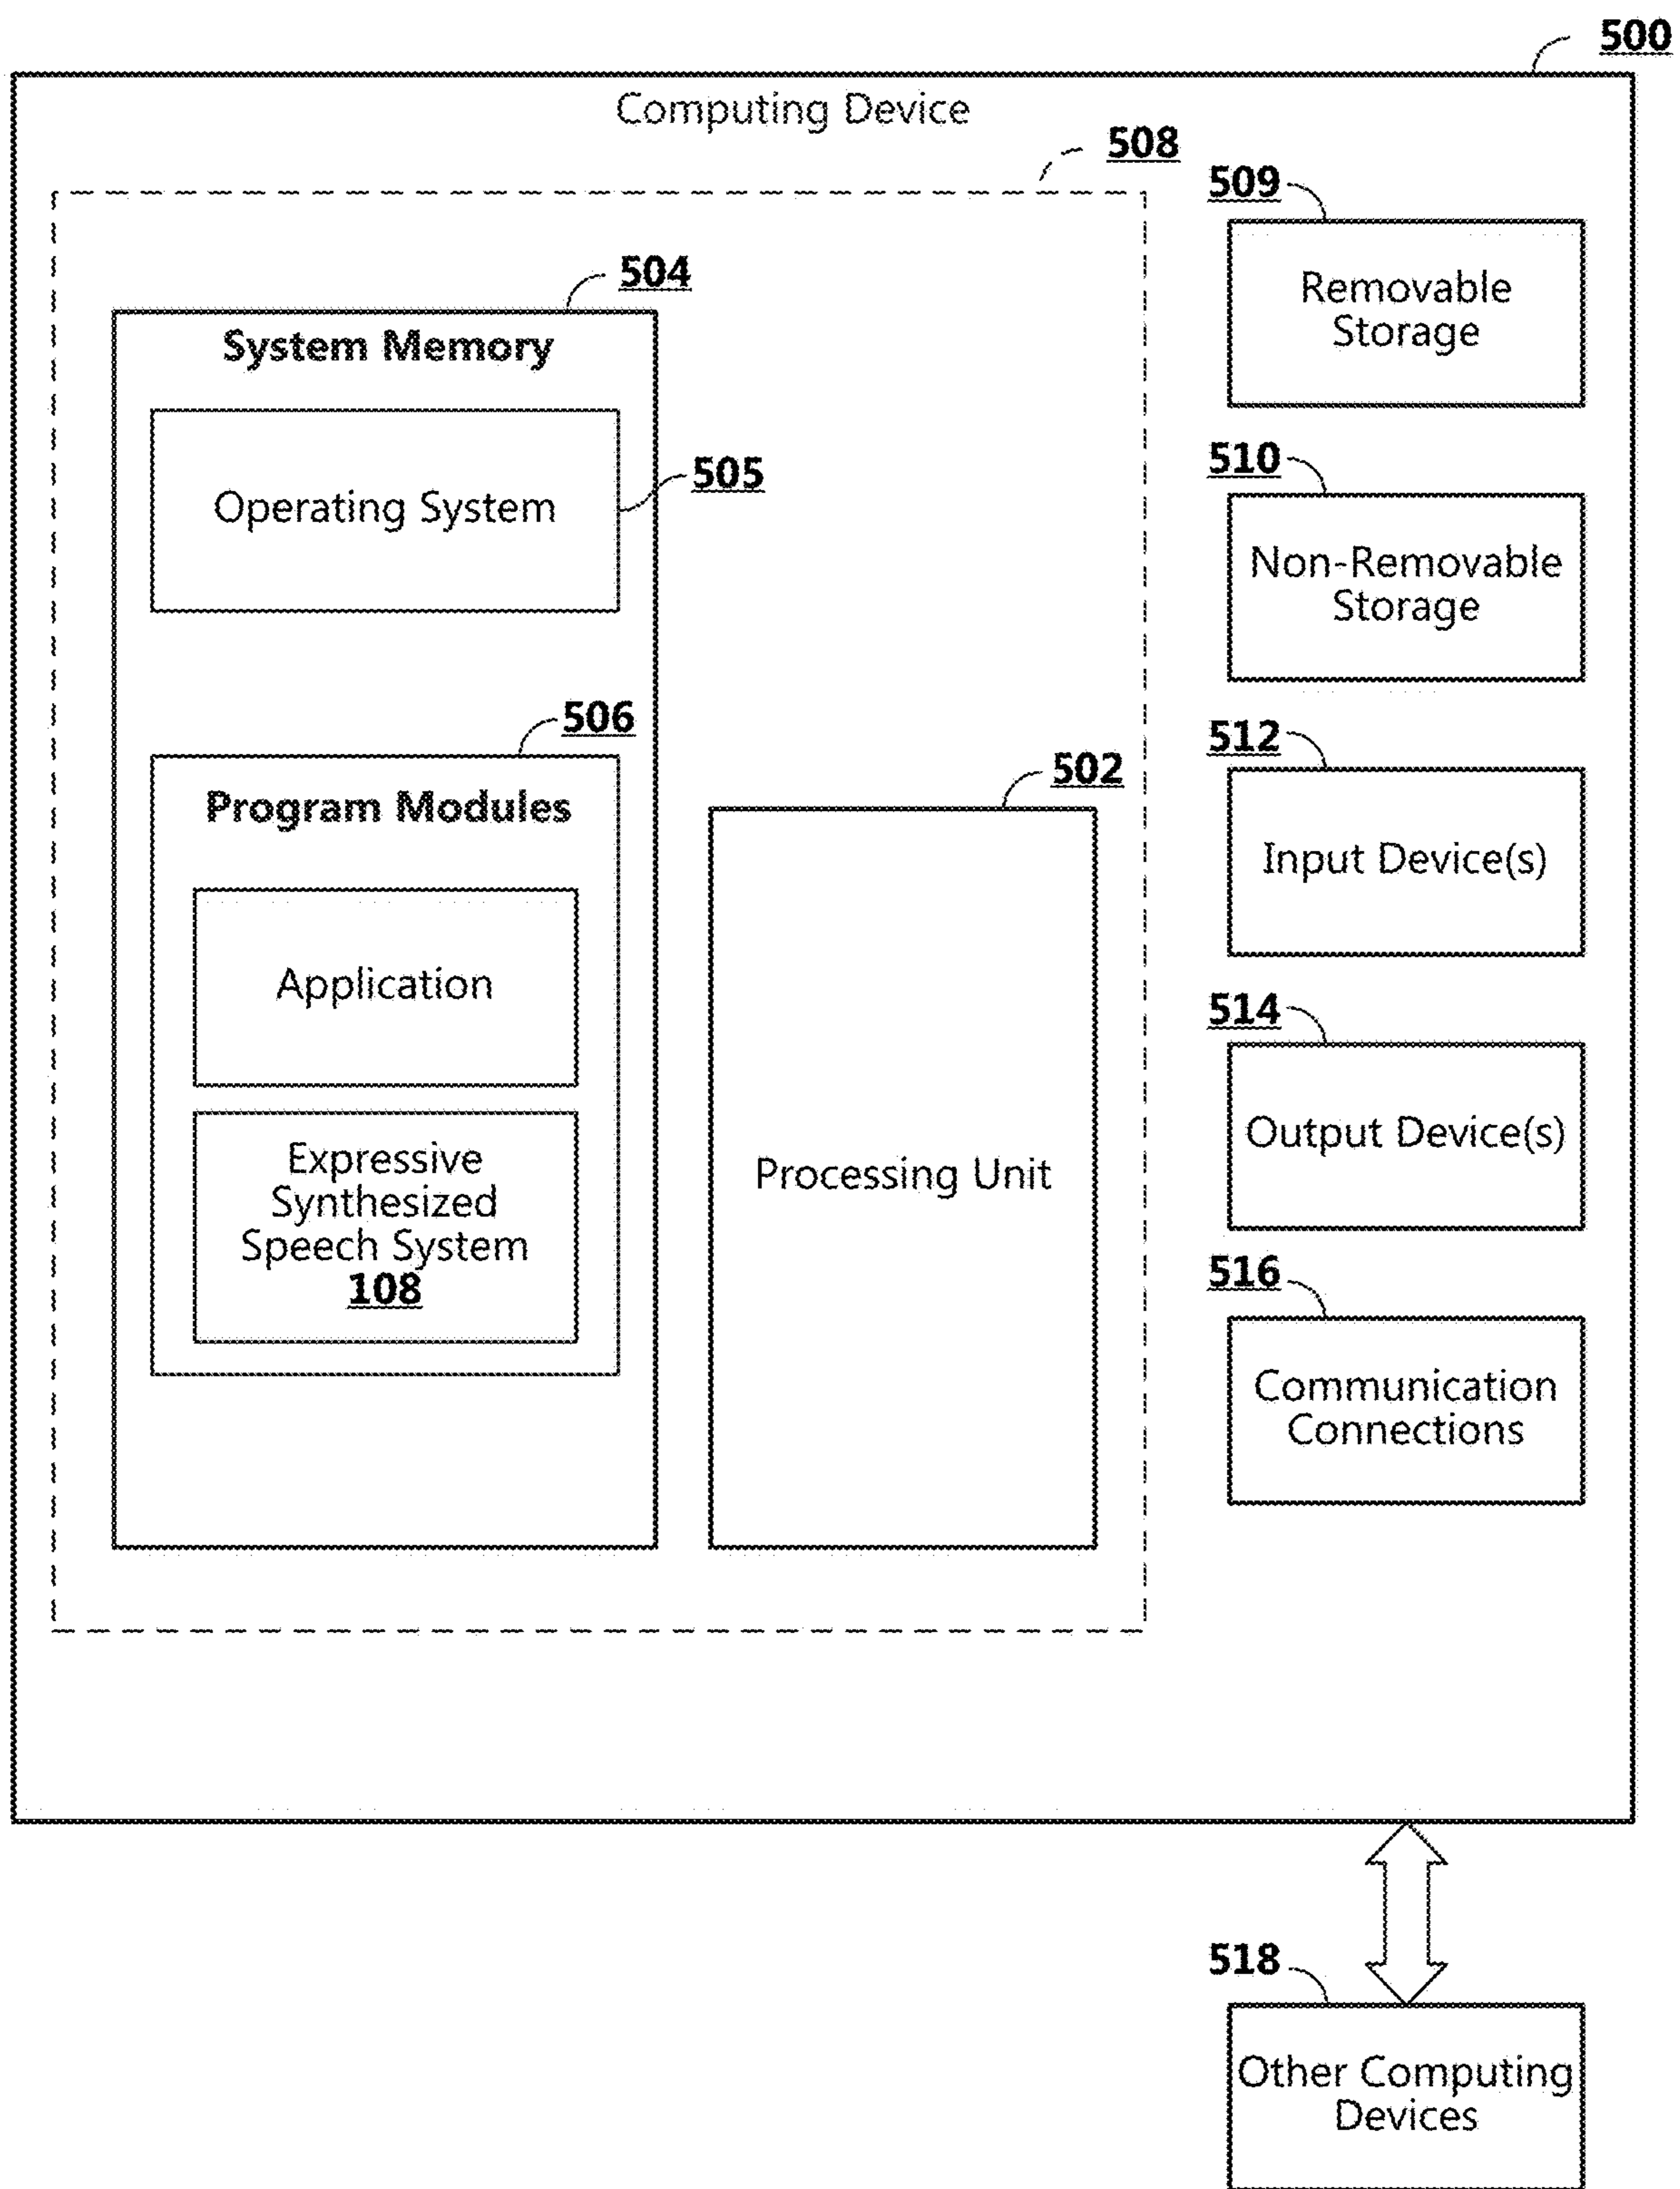 500
Computing Device
508
504
System Memory
Operating System
505
506
Program Modules
Application
Expressive
Synthesized
Speech System
108
502
Processing Unit
509
Removable
Storage
510
Non-Removable
Storage
512
Input Device(s)
514
Output Device(s)
516
Communication
Connections
518
Other Computing
Devices